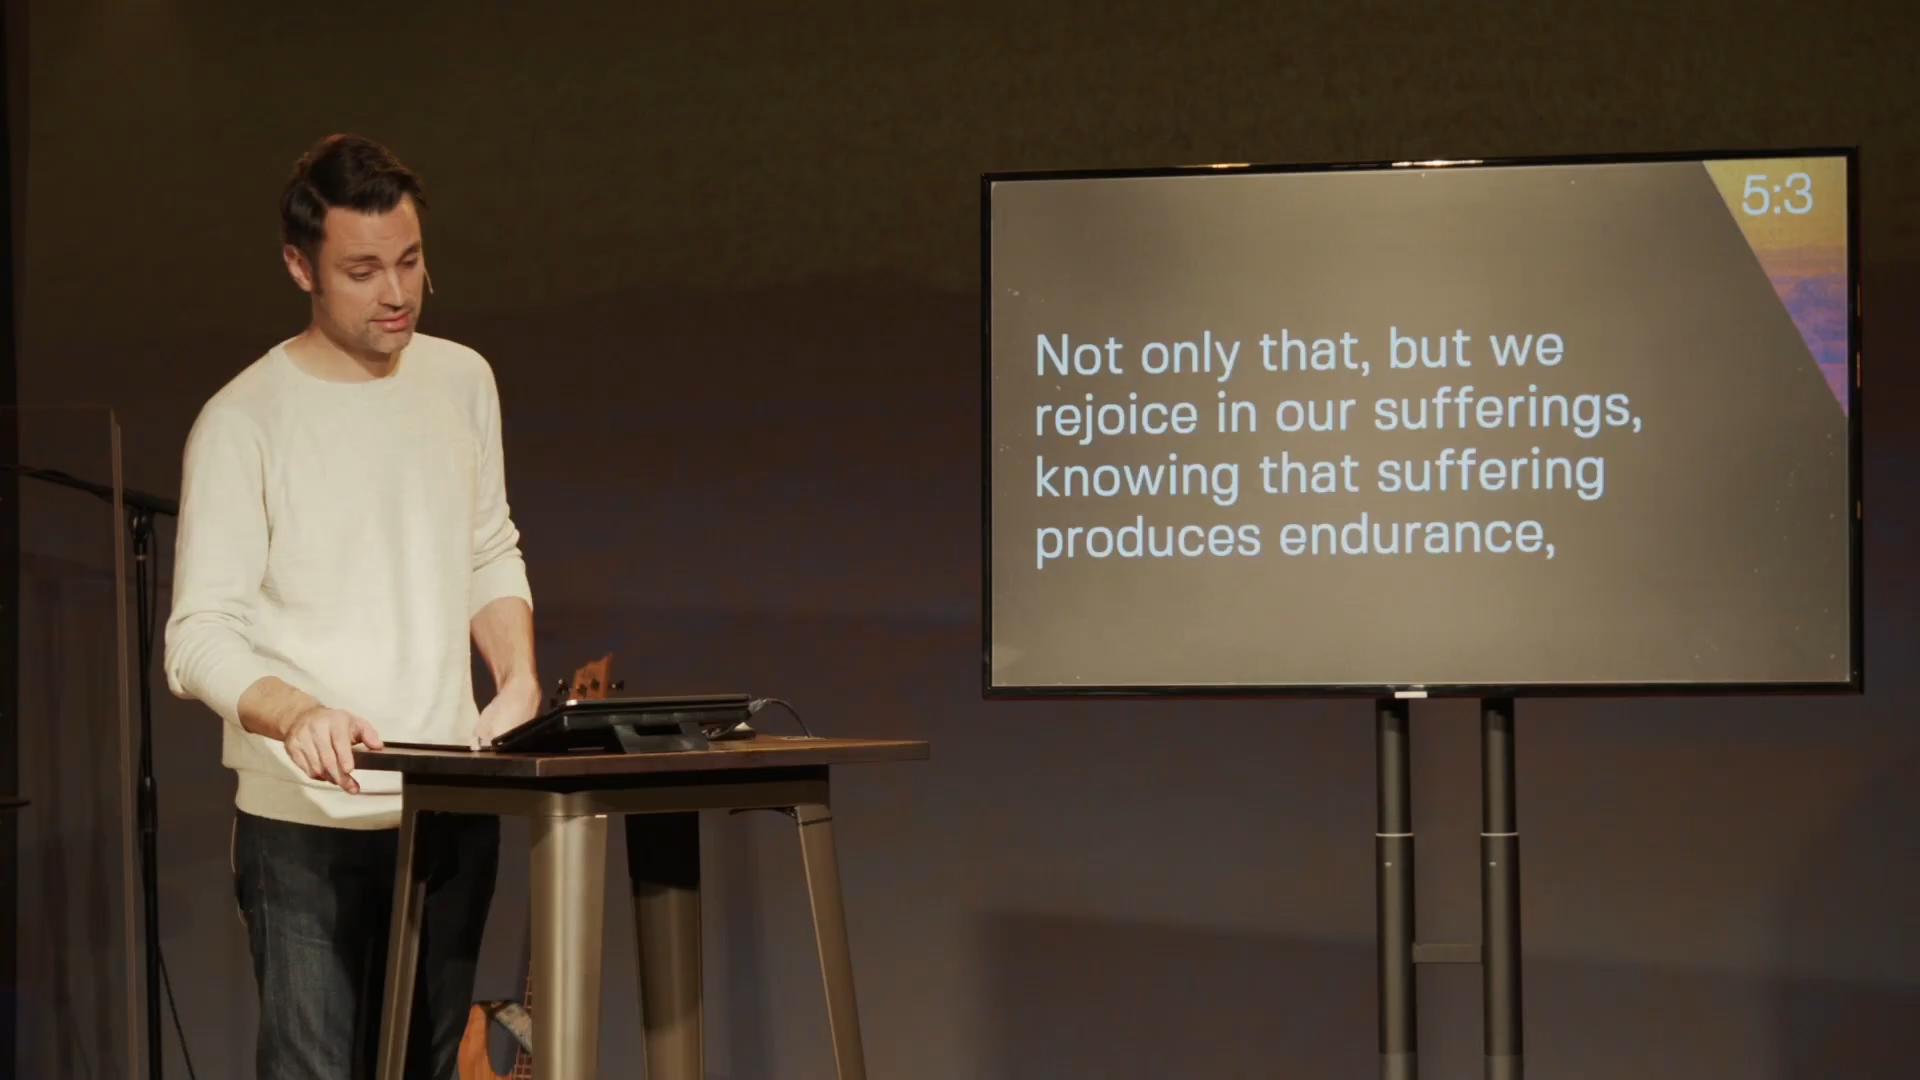 5:3
Not only that, but we
rejoice in our sufferings,
knowing that suffering
produces endurance,